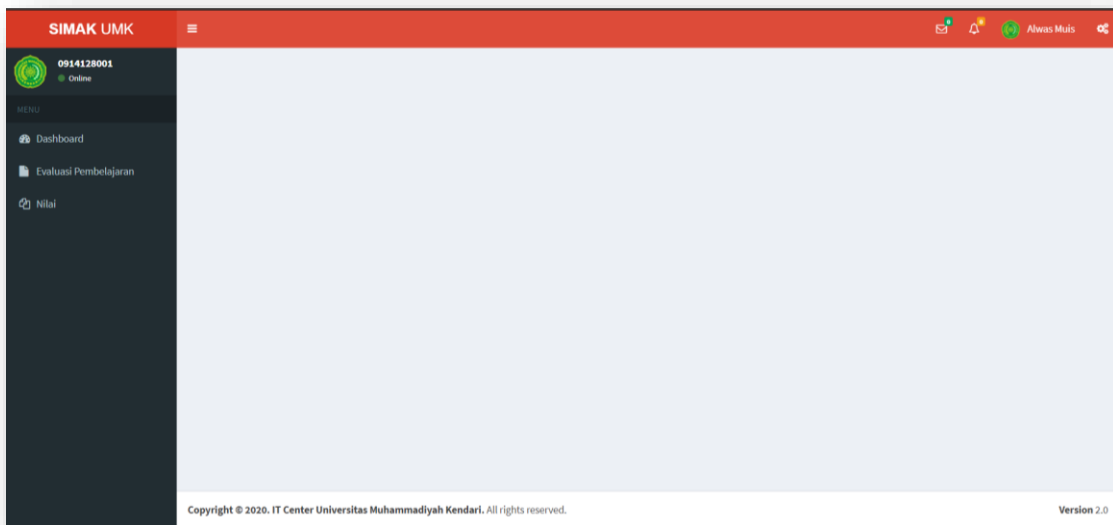 SIMAK UMK
Alwas Muis
0914128001
Online
MENU
Dashboard
Evaluasi Pembelajaran
Nilai
Copyright © 2020. IT Center Universitas Muhammadiyah Kendari. All rights reserved.
Version 2.0